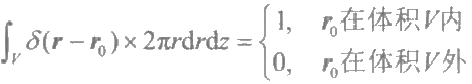 ∫_V δ(r − r₀) × 2πrdrdz = { 1, r₀在体积V内
0, r₀在体积V外